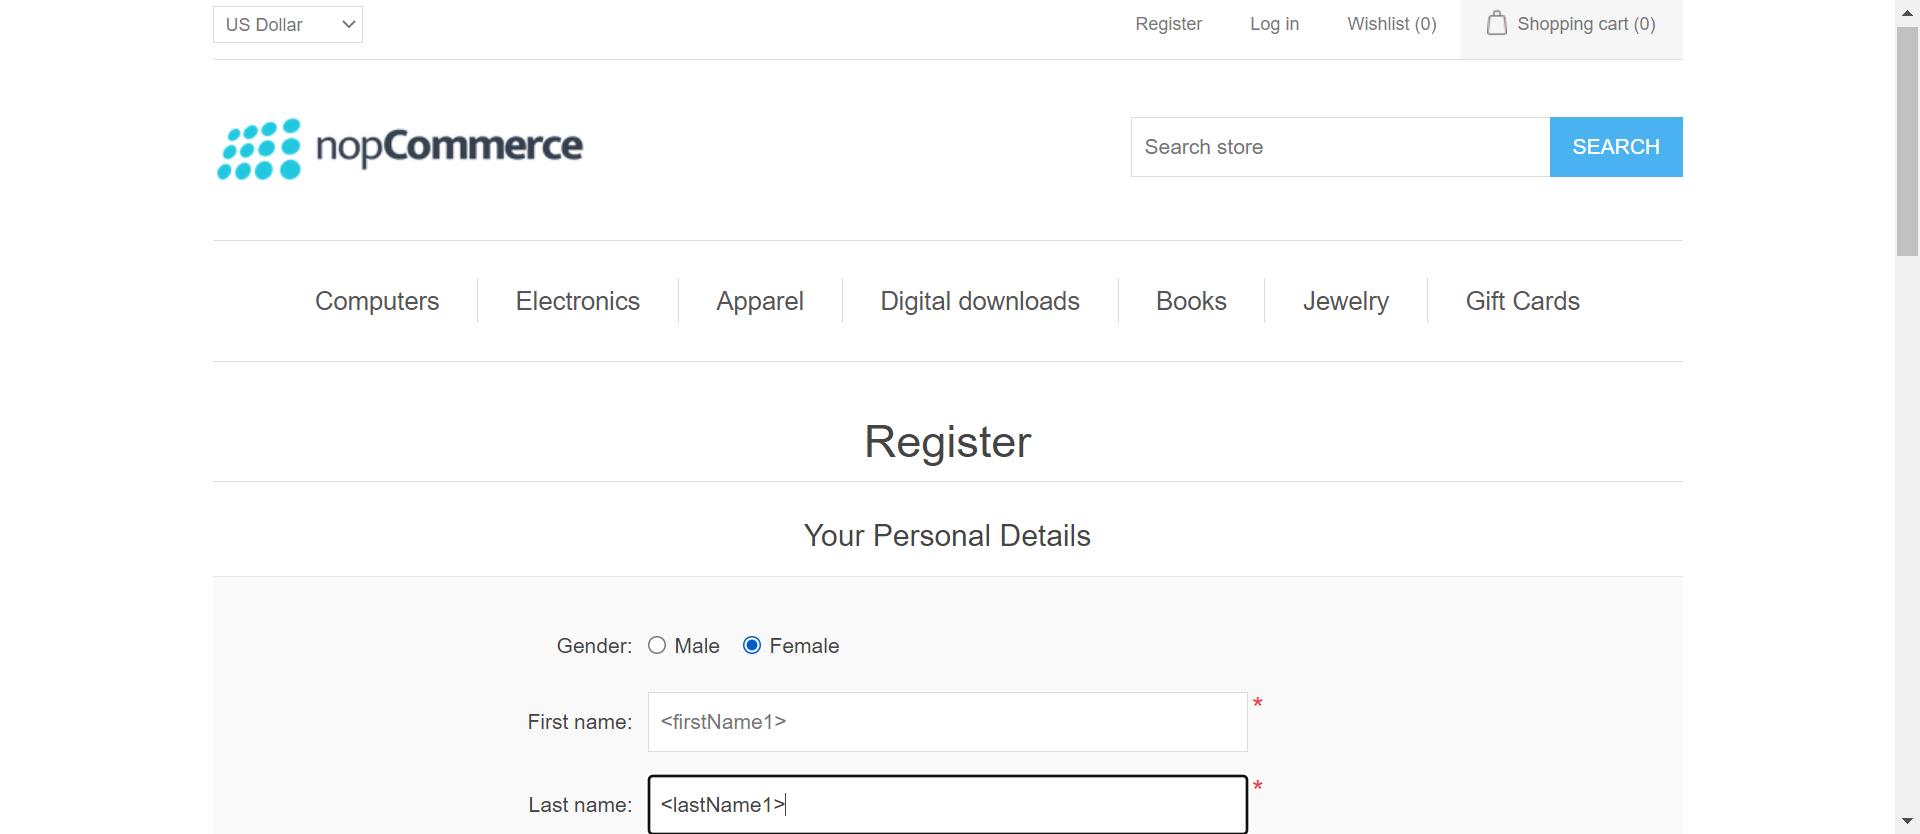 US Dollar
Register Log in Wishlist (0) Shopping cart (0)
nopCommerce
Search store SEARCH
Computers Electronics Apparel Digital downloads Books Jewelry Gift Cards
Register
Your Personal Details
Gender: Male Female
First name: <firstName1> *
Last name: <lastName1> *